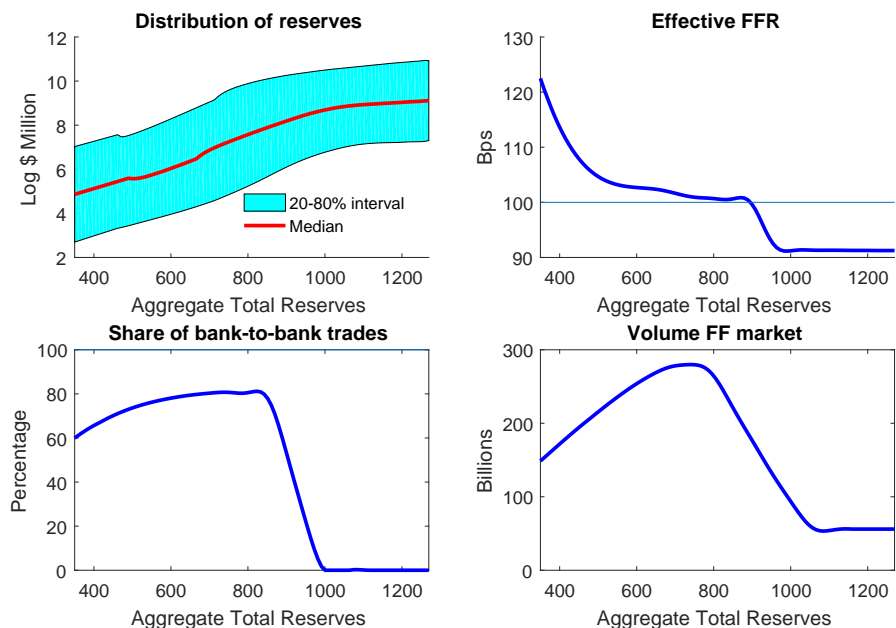 Distribution of reserves
12
10
8
6
4
2
Log $ Million
20-80% interval
Median
400 600 800 1000 1200
Aggregate Total Reserves
Effective FFR
130
120
110
100
90
Bps
400 600 800 1000 1200
Aggregate Total Reserves
Share of bank-to-bank trades
100
80
60
40
20
0
Percentage
400 600 800 1000 1200
Aggregate Total Reserves
Volume FF market
300
200
100
0
Billions
400 600 800 1000 1200
Aggregate Total Reserves